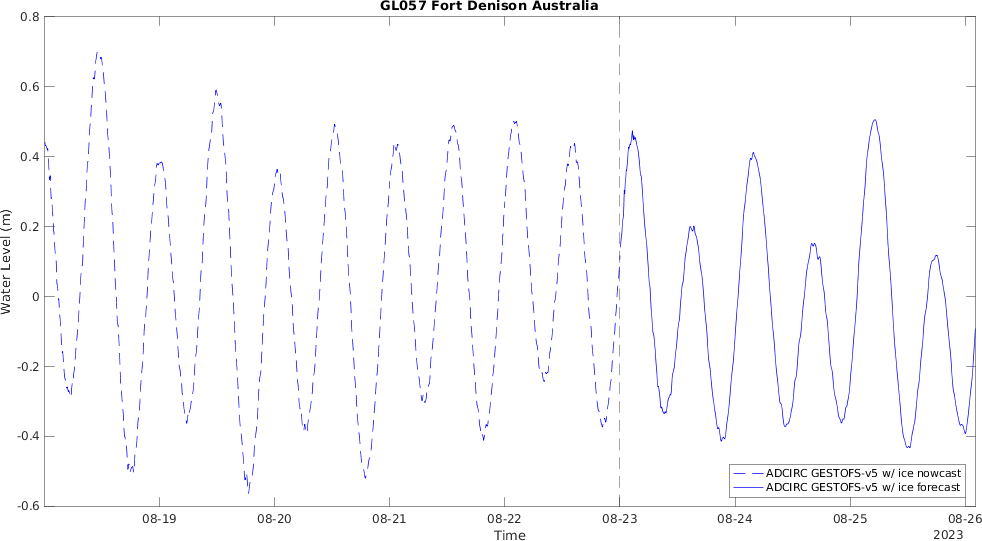 GL057 Fort Denison Australia
0.8
0.6
0.4
0.2
0
-0.2
-0.4
-0.6
Water Level (m)
ADCIRC GESTOFS-v5 w/ ice nowcast
ADCIRC GESTOFS-v5 w/ ice forecast
08-19 08-20 08-21 08-22 08-23 08-24 08-25 08-26
Time
2023